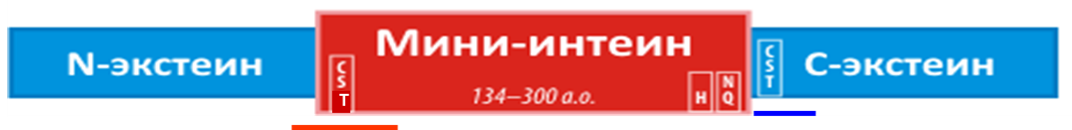 N-экстеин
Мини-интеин
134–300 а.о.
C
S
T
H
N
Q
C
S
T
C-экстеин